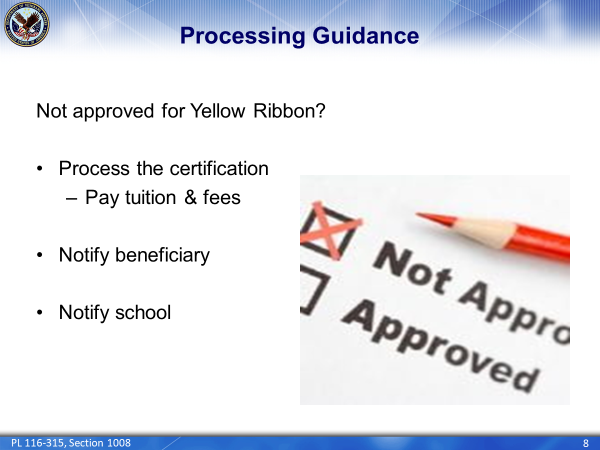 Processing Guidance
Not approved for Yellow Ribbon?
• Process the certification
– Pay tuition & fees
• Notify beneficiary
• Notify school
Not Appro
Approved
PL 116-315, Section 1008
8